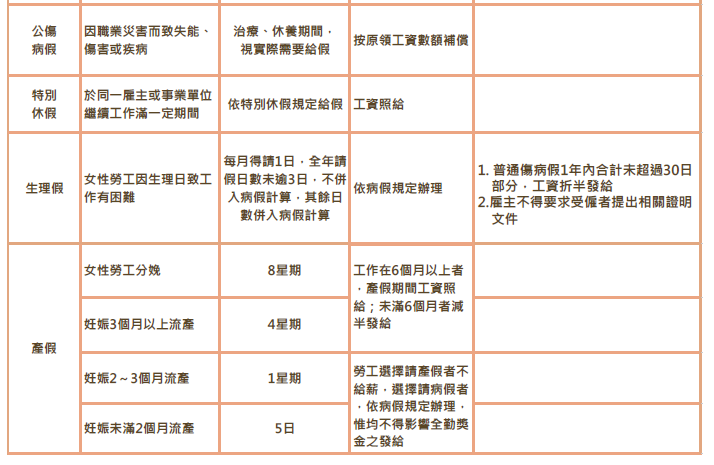 公傷
病假
因職業災害而致失能、
傷害或疾病
治療、休養期間，
視實際需要給假
按原領工資數額補償
特別
休假
於同一雇主或事業單位
繼續工作滿一定期間
依特別休假規定給假
工資照給
生理假
女性勞工因生理日致工
作有困難
每月得請1日，全年請
假日數未逾3日，不併
入病假計算，其餘日
數併入病假計算
依病假規定辦理
1. 普通傷病假1年內合計未超過30日
部分，工資折半發給
2.雇主不得要求受僱者提出相關證明
文件
產假
女性勞工分娩
8星期
工作在6個月以上者
，產假期間工資照
給；未滿6個月者減
半發給
妊娠3個月以上流產
4星期
妊娠2～3個月流產
1星期
勞工選擇請產假者不
給薪，選擇請病假者
，依病假規定辦理，
惟均不得影響全勤獎
金之發給
妊娠未滿2個月流產
5日